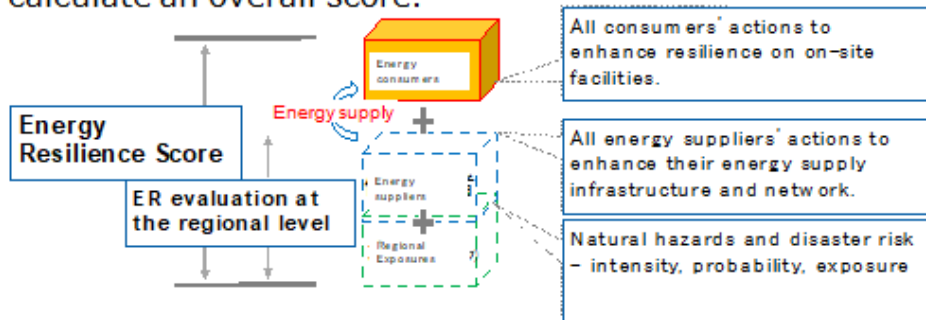 calculate an overall score.
Energy
consumers
Energy supply
Energy
Resilience Score
ER evaluation at
the regional level
Energy
suppliers
Regional
Exposures
All consumers' actions to
enhance resilience on on-site
facilities.
All energy suppliers' actions to
enhance their energy supply
infrastructure and network.
Natural hazards and disaster risk
– intensity, probability, exposure